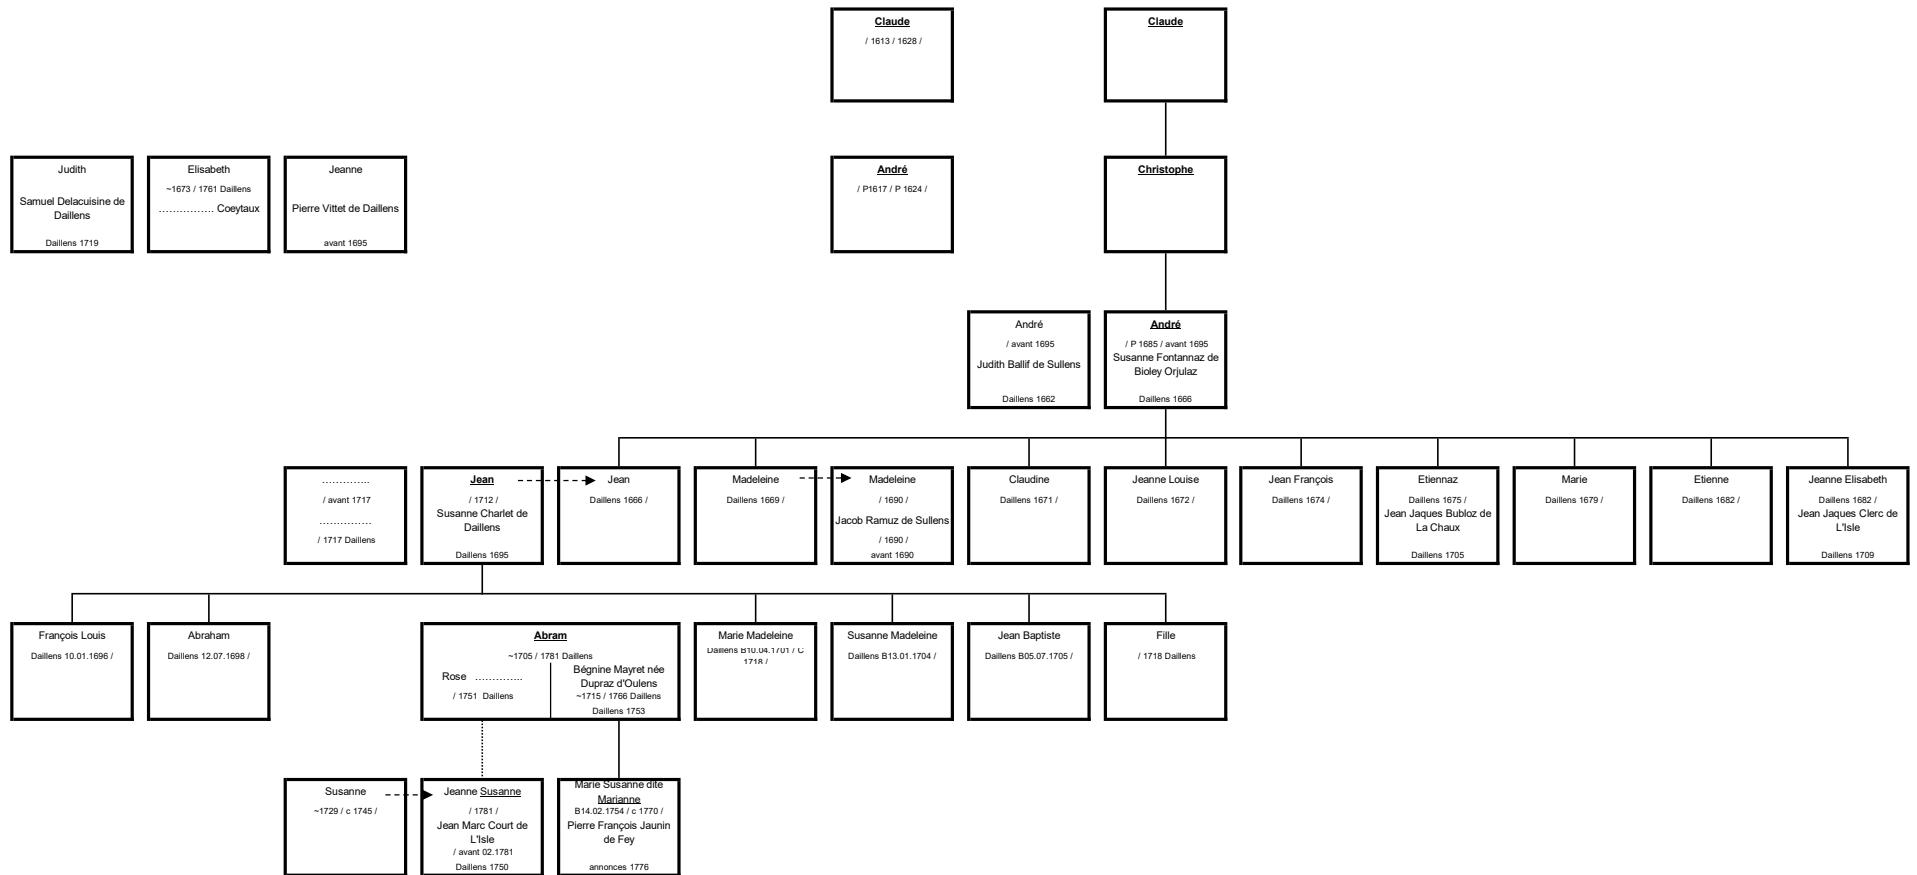 Claude
/ 1613 / 1628 /
Claude
Judith
Samuel Delacuisine de
Daillens
Daillens 1719
Elisabeth
~1673 / 1761 Daillens
................ Coeytaux
Jeanne
Pierre Vittet de Daillens
avant 1695
André
/ P1617 / P 1624 /
Christophe
André
/ avant 1695
Judith Ballif de Sullens
Daillens 1662
André
/ P 1685 / avant 1695
Susanne Fontannaz de
Bioley Orjulaz
Daillens 1666
..............
/ avant 1717
...............
/ 1717 Daillens
Jean
/ 1712 /
Susanne Charlet de
Daillens
Daillens 1695
Jean
Daillens 1666 /
Madeleine
Daillens 1669 /
Madeleine
/ 1690 /
Jacob Ramuz de Sullens
/ 1690 /
avant 1690
Claudine
Daillens 1671 /
Jeanne Louise
Daillens 1672 /
Jean François
Daillens 1674 /
Etiennaz
Daillens 1675 /
Jean Jaques Bubloz de
La Chaux
Daillens 1705
Marie
Daillens 1679 /
Etienne
Daillens 1682 /
Jeanne Elisabeth
Daillens 1682 /
Jean Jaques Clerc de
L'Isle
Daillens 1709
François Louis
Daillens 10.01.1696 /
Abraham
Daillens 12.07.1698 /
Abram
~1705 / 1781 Daillens
Rose ..............
/ 1751 Daillens
Bégnine Mayret née
Dupraz d'Oulens
~1715 / 1766 Daillens
Daillens 1753
Marie Madeleine
Daillens B10.04.1701 / C
1718 /
Susanne Madeleine
Daillens B13.01.1704 /
Jean Baptiste
Daillens B05.07.1705 /
Fille
/ 1718 Daillens
Susanne
~1729 / c 1745 /
Jeanne Susanne
/ 1781 /
Jean Marc Court de
L'Isle
/ avant 02.1781
Daillens 1750
Marie Susanne dite
Marianne
B14.02.1754 / c 1770 /
Pierre François Jaunin
de Fey
annonces 1776